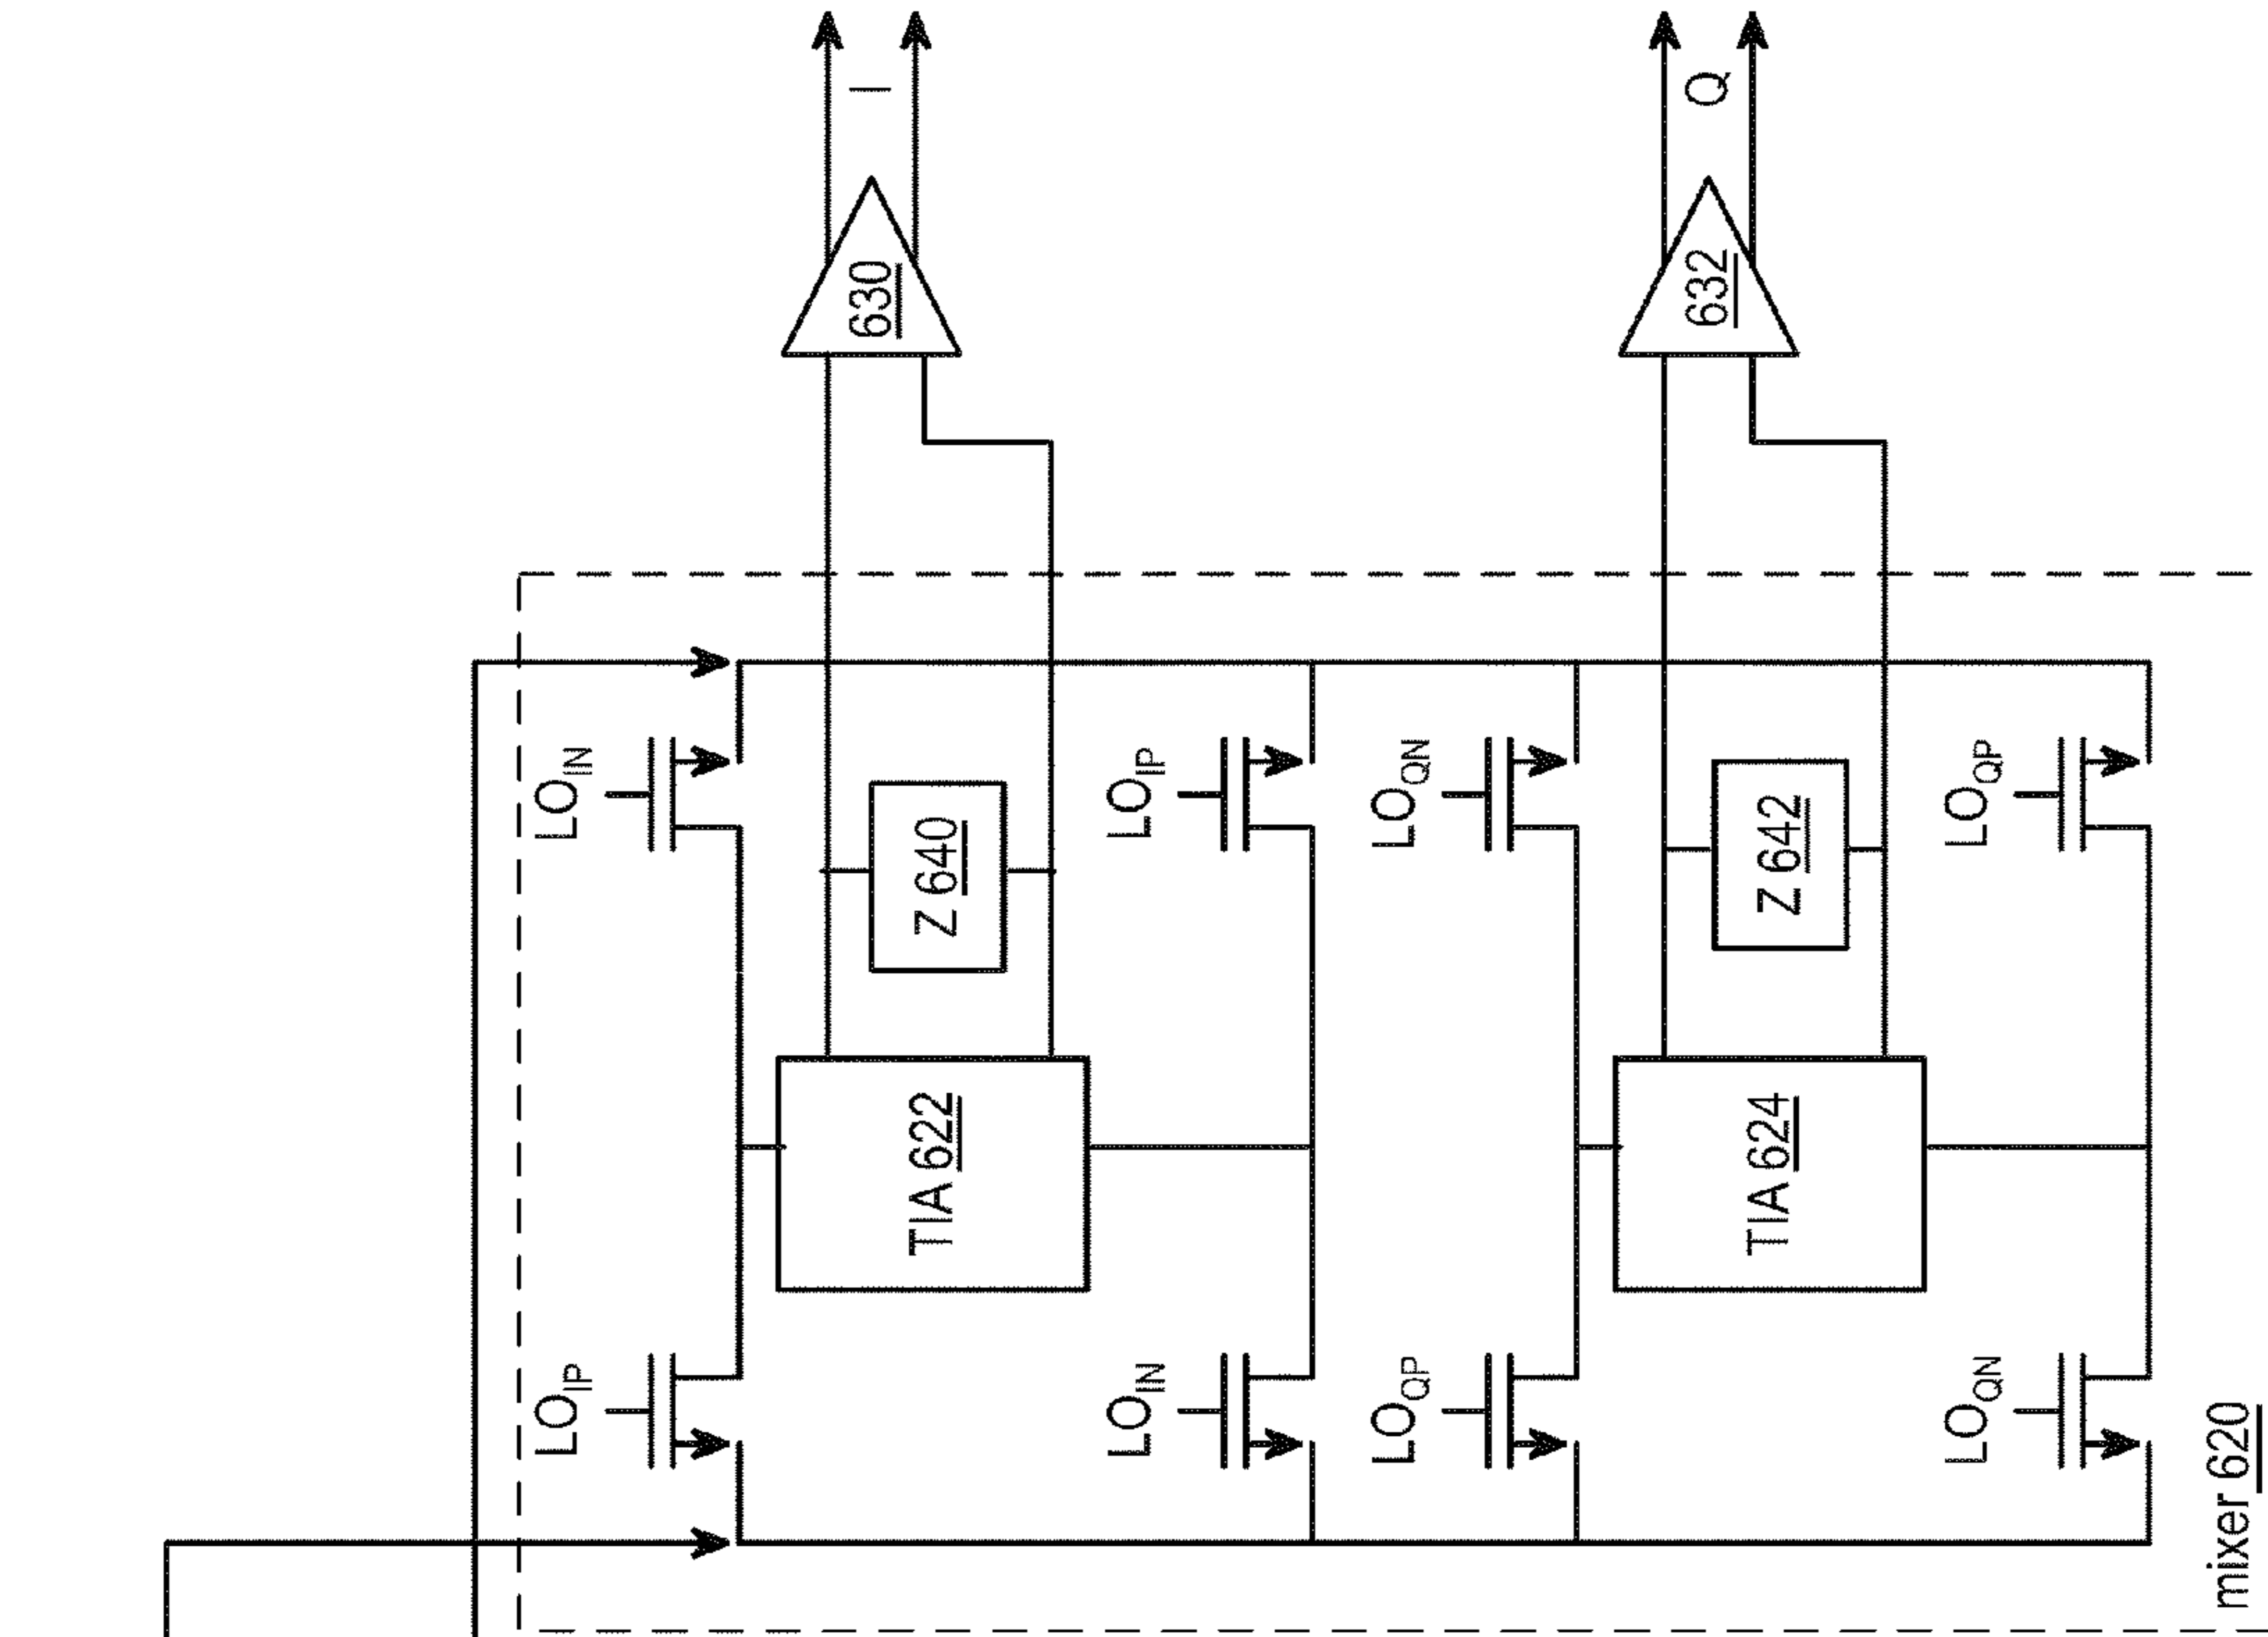 LO_IP
LO_IN
TIA 622
Z 640
630
I
LO_IN
LO_IP
LO_QP
LO_QN
TIA 624
Z 642
632
Q
LO_QN
LO_QP
mixer 620